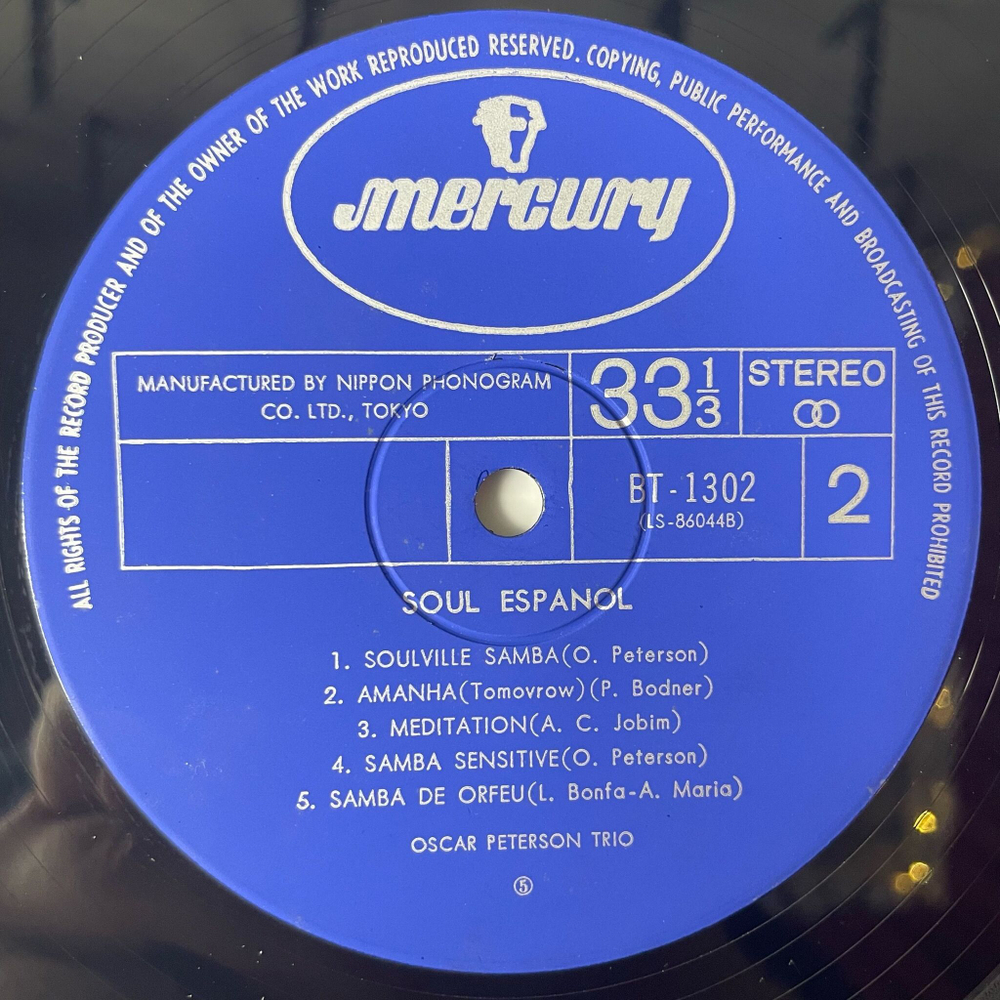 ALL RIGHTS OF THE RECORD PRODUCER AND OF THE OWNER OF THE WORK REPRODUCED RESERVED. COPYING, PUBLIC PERFORMANCE AND BROADCASTING OF THIS RECORD PROHIBITED
mercury
MANUFACTURED BY NIPPON PHONOGRAM
CO. LTD., TOKYO
33 1/3
STEREO
BT-1302
(LS-86044B)
2
SOUL ESPANOL
1. SOULVILLE SAMBA(O. Peterson)
2. AMANHA(Tomovrow)(P. Bodner)
3. MEDITATION(A. C. Jobim)
4. SAMBA SENSITIVE(O. Peterson)
5. SAMBA DE ORFEU(L. Bonfa-A. Maria)
OSCAR PETERSON TRIO
⑤